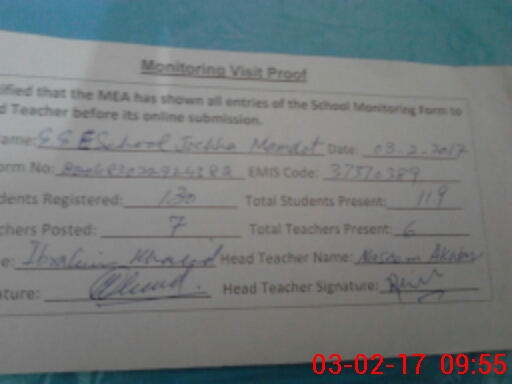 Monitoring Visit Proof
ified that the MEA has shown all entries of the School Monitoring Form to
d Teacher before its online submission.
ame: G G E School Jockha Mandot Date: 03.2.2017
orm No: EMIS Code: 37370389
dents Registered: 130 Total Students Present: 119
chers Posted: 7 Total Teachers Present: 6
e: Ibrahim Khalid Head Teacher Name: Naseem Akhtar
ature: Head Teacher Signature:
03-02-17 09:55